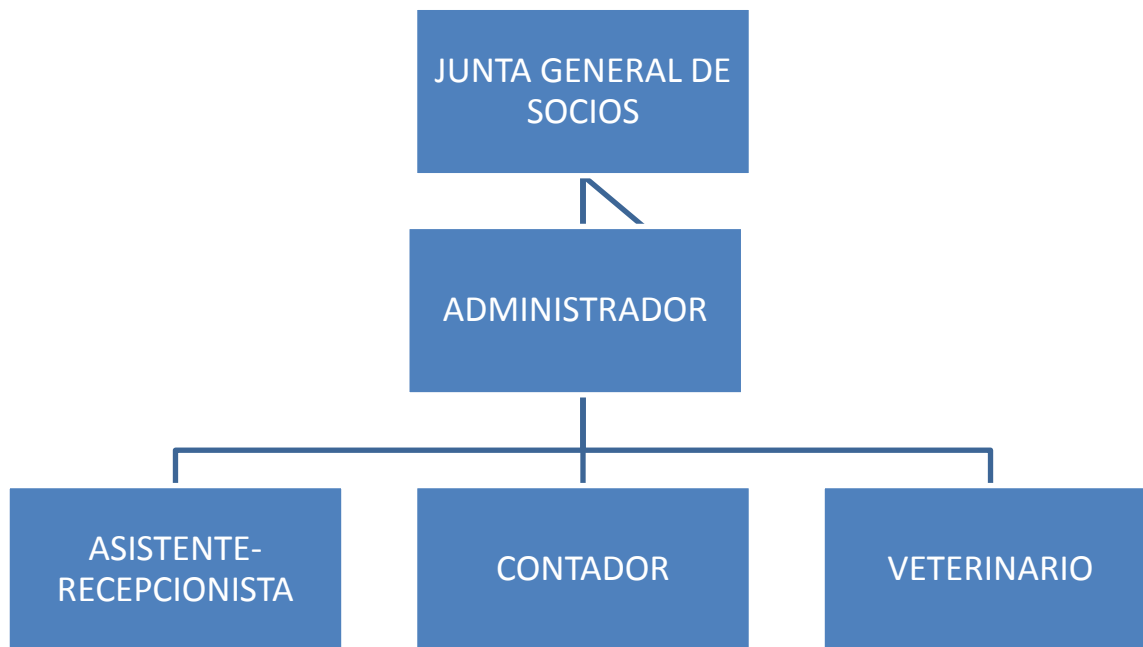 JUNTA GENERAL DE
SOCIOS
ADMINISTRADOR
ASISTENTE-
RECEPCIONISTA
CONTADOR
VETERINARIO